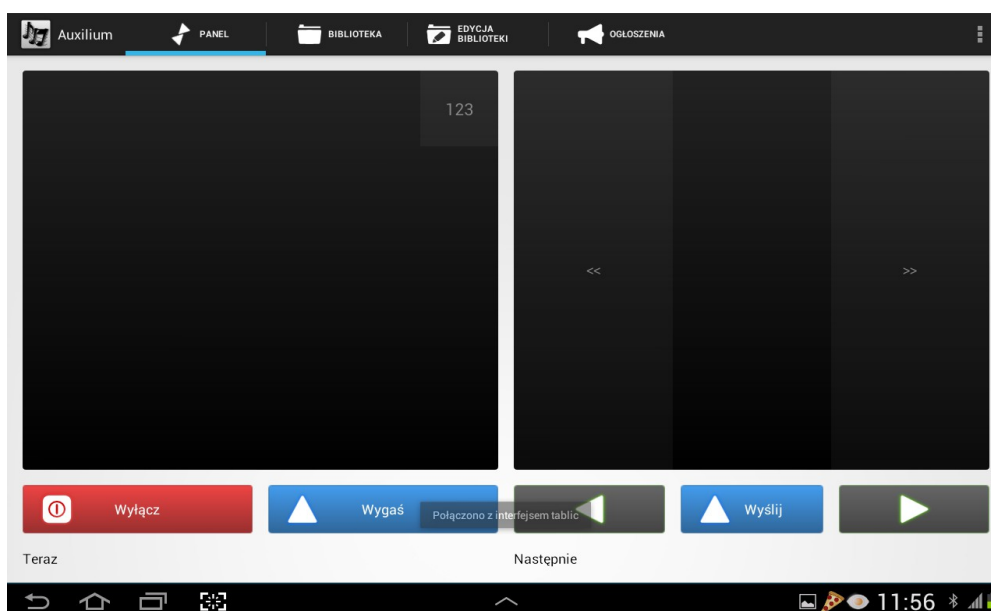 Auxilium
PANEL
BIBLIOTEKA
EDYCJA
BIBLIOTEKI
OGŁOSZENIA
123
<<
>>
Wyłącz
Wygaś
Połączono z interfejsem tablic
Wyślij
Teraz
Następnie
11:56